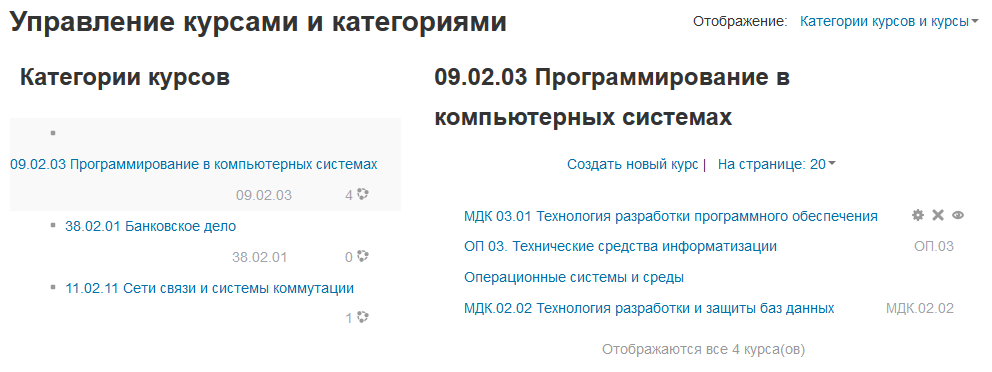 Управление курсами и категориями
Отображение: Категории курсов и курсы
Категории курсов
09.02.03 Программирование в компьютерных системах
09.02.03 4
38.02.01 Банковское дело
38.02.01 0
11.02.11 Сети связи и системы коммутации
1
09.02.03 Программирование в
компьютерных системах
Создать новый курс | На странице: 20
МДК 03.01 Технология разработки программного обеспечения
ОП 03. Технические средства информатизации ОП.03
Операционные системы и среды
МДК.02.02 Технология разработки и защиты баз данных МДК.02.02
Отображаются все 4 курса(ов)